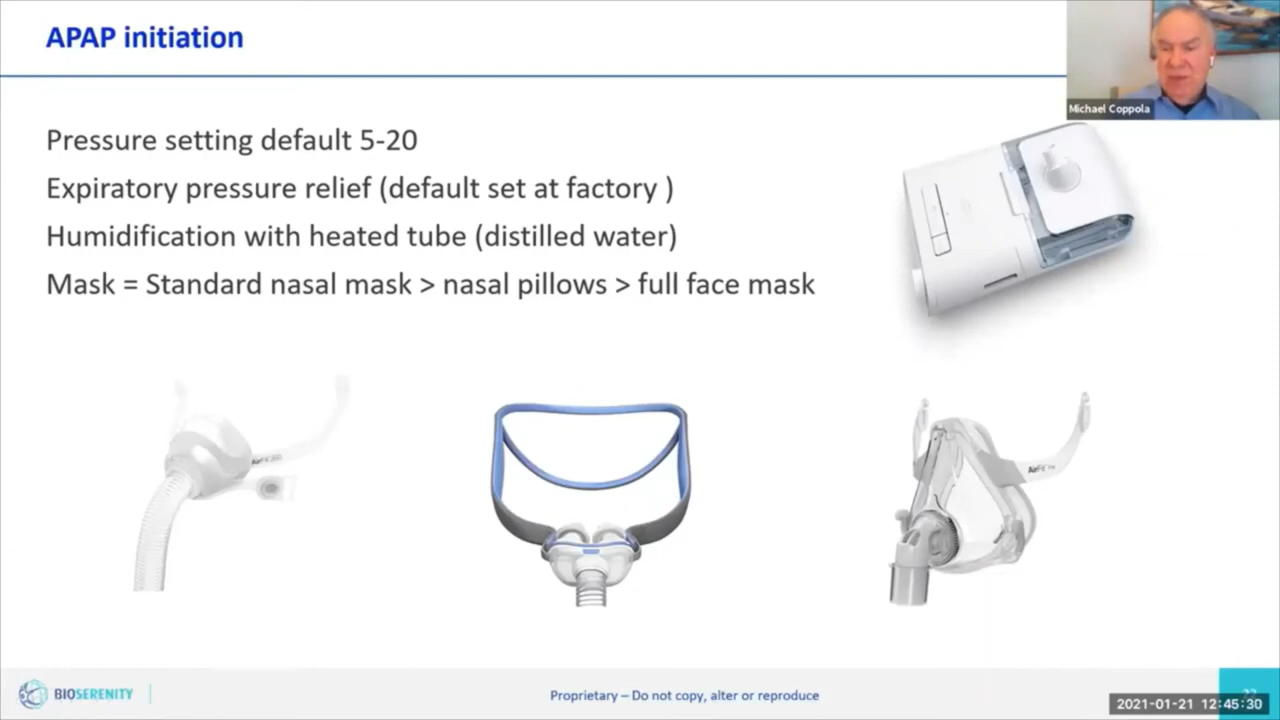 APAP initiation
Michael Coppola
Pressure setting default 5-20
Expiratory pressure relief (default set at factory )
Humidification with heated tube (distilled water)
Mask = Standard nasal mask > nasal pillows > full face mask
BIOSERENITY
Proprietary – Do not copy, alter or reproduce
2021-01-21 12:45:30